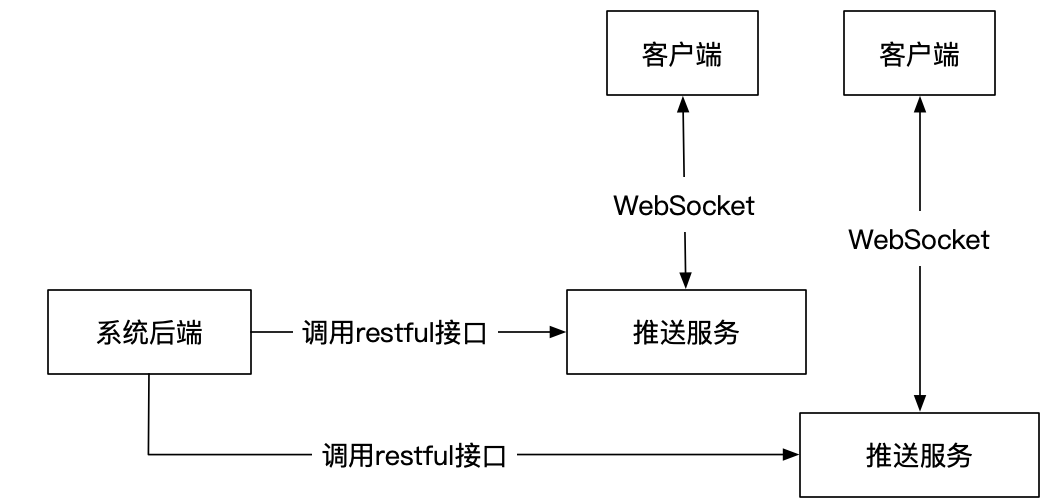 客户端
客户端
WebSocket
WebSocket
系统后端
调用restful接口
推送服务
调用restful接口
推送服务